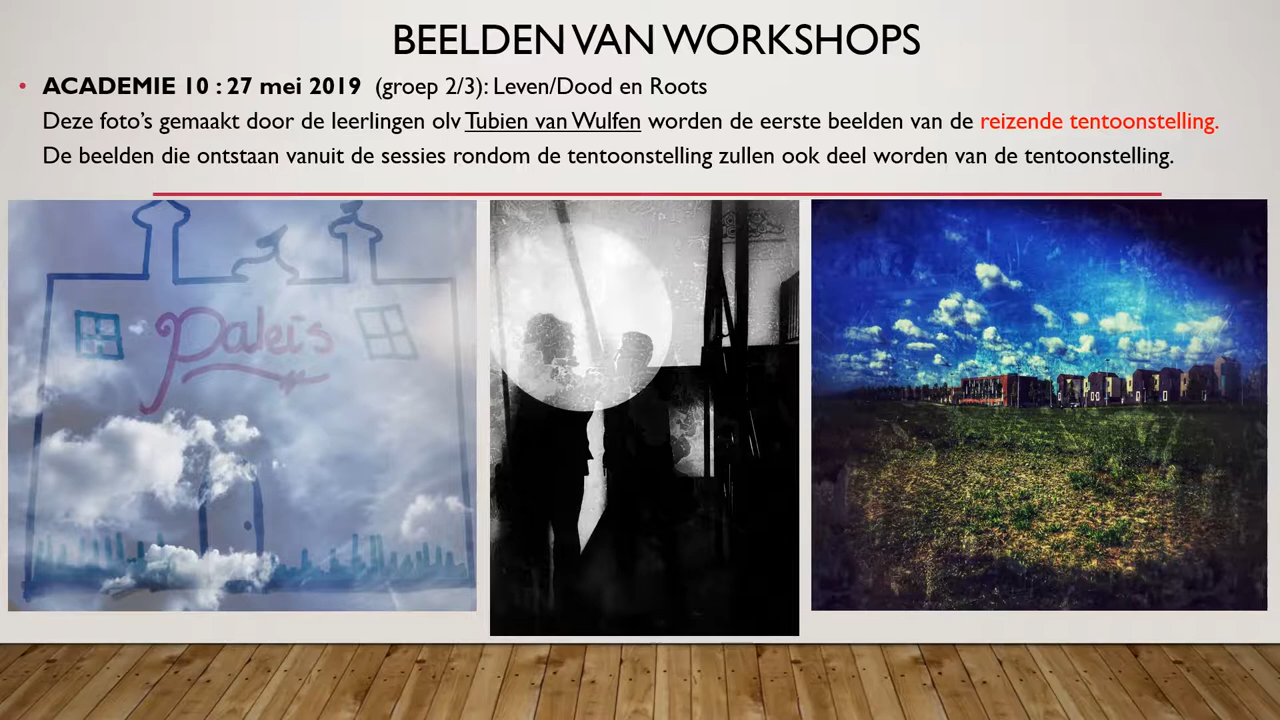 BEELDEN VAN WORKSHOPS
• ACADEMIE 10 : 27 mei 2019 (groep 2/3): Leven/Dood en Roots
Deze foto's gemaakt door de leerlingen olv Tubien van Wulfen worden de eerste beelden van de reizende tentoonstelling.
De beelden die ontstaan vanuit de sessies rondom de tentoonstelling zullen ook deel worden van de tentoonstelling.
Paleis